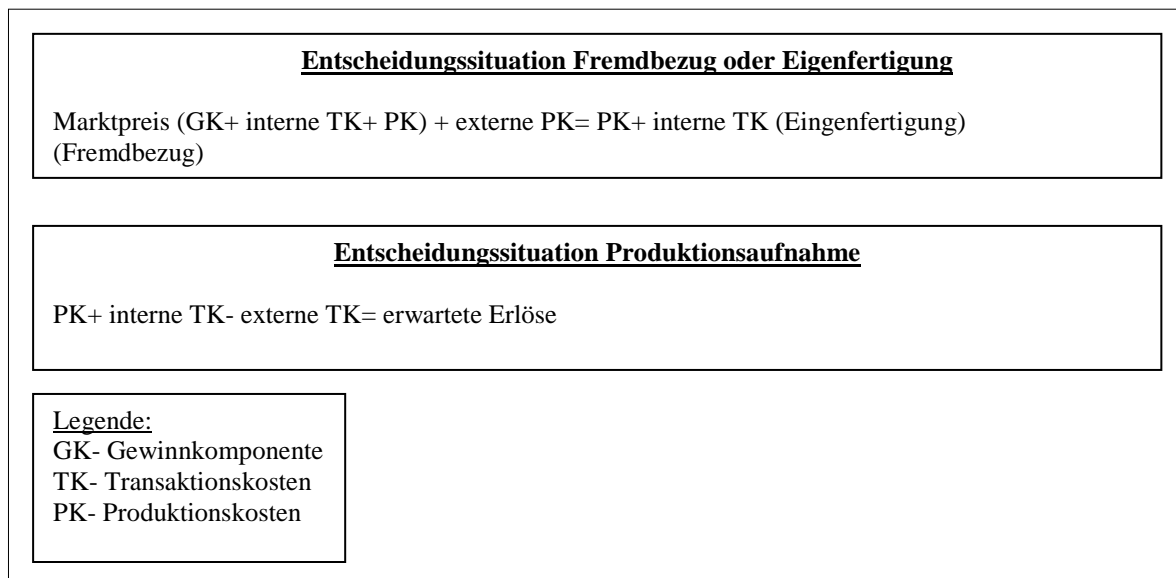 Entscheidungssituation Fremdbezug oder Eigenfertigung
Marktpreis (GK+ interne TK+ PK) + externe PK= PK+ interne TK (Eingenfertigung)
(Fremdbezug)
Entscheidungssituation Produktionsaufnahme
PK+ interne TK- externe TK= erwartete Erlöse
Legende:
GK- Gewinnkomponente
TK- Transaktionskosten
PK- Produktionskosten